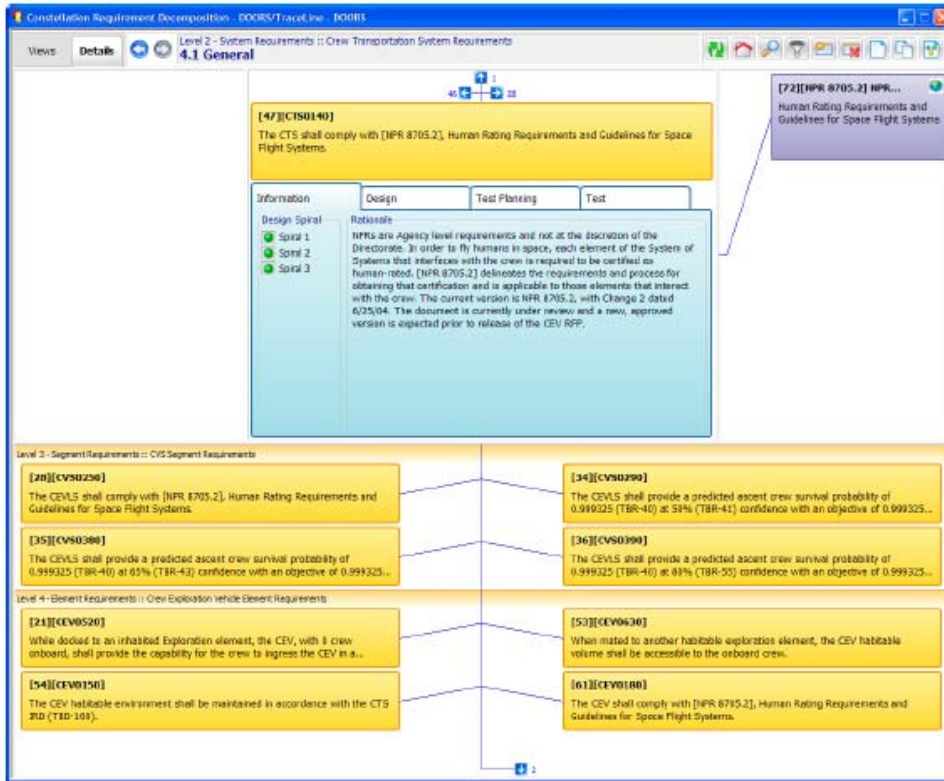 Constellation Requirement Decomposition - DOORS/TraceLine - DOORS
Views
Details
Level 2 - System Requirements :: Crew Transportation System Requirements
4.1 General
1
46
28
[47][CTS0140]
The CTS shall comply with [NPR 8705.2], Human Rating Requirements and Guidelines for Space
Flight Systems.
[72][NPR 8705.2] NPR...
Human Rating Requirements and
Guidelines for Space Flight Systems
Information
Design
Test Planning
Test
Design Spiral
Spiral 1
Spiral 2
Spiral 3
Rationale
NPRs are Agency level requirements and not at the discretion of the
Directorate. In order to fly humans in space, each element of the System of
Systems that interfaces with the crew is required to be certified as
human-rated. [NPR 8705.2] delineates the requirements and process for
obtaining that certification and is applicable to those elements that interact
with the crew. The current version is NPR 8705.2, with Change 2 dated
6/25/04. The document is currently under review and a new, approved
version is expected prior to release of the CEV RFP.
Level 3 - Segment Requirements :: CVS Segment Requirements
[28][CVS0250]
The CEVLS shall comply with [NPR 8705.2], Human Rating Requirements and
Guidelines for Space Flight Systems.
[34][CVS0290]
The CEVLS shall provide a predicted ascent crew survival probability of
0.999325 (TBR-40) at 50% (TBR-41) confidence with an objective of 0.999325...
[35][CVS0380]
The CEVLS shall provide a predicted ascent crew survival probability of
0.999325 (TBR-40) at 65% (TBR-43) confidence with an objective of 0.999325...
[36][CVS0390]
The CEVLS shall provide a predicted ascent crew survival probability of
0.999325 (TBR-40) at 80% (TBR-55) confidence with an objective of 0.999325...
Level 4 - Element Requirements :: Crew Exploration Vehicle Element Requirements
[21][CEV0520]
While docked to an inhabited Exploration element, the CEV, with 0 crew
onboard, shall provide the capability for the crew to ingress the CEV in a...
[53][CEV0630]
When mated to another habitable exploration element, the CEV habitable
volume shall be accessible to the onboard crew.
[54][CEV0150]
The CEV habitable environment shall be maintained in accordance with the CTS
IRD (TBD-160).
[61][CEV0180]
The CEV shall comply with [NPR 8705.2], Human Rating Requirements and
Guidelines for Space Flight Systems.
2